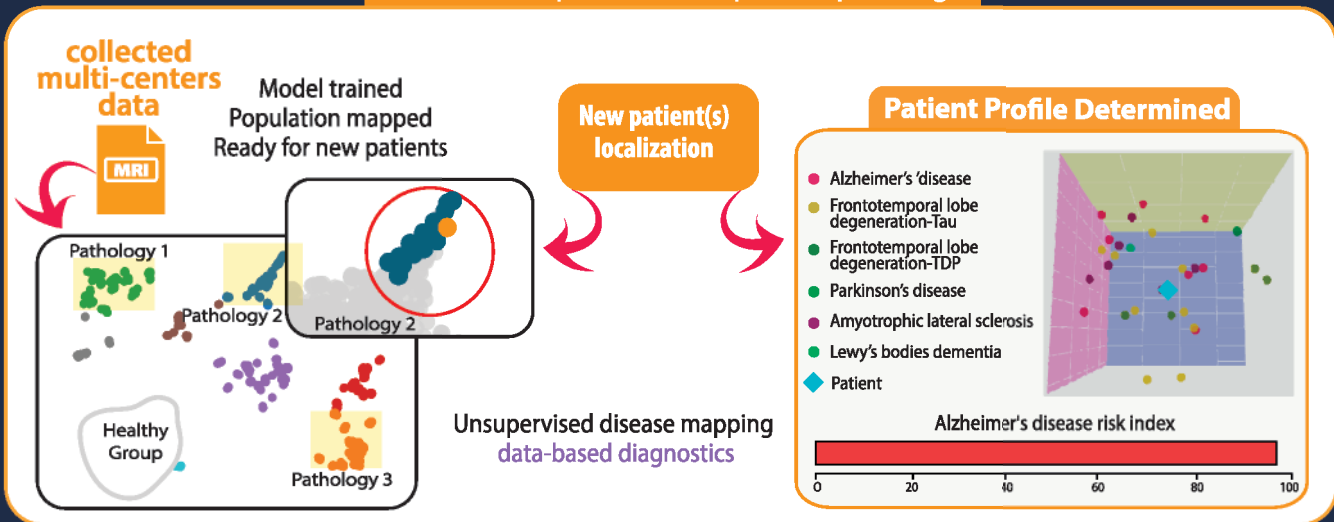 collected
multi-centers
data
MRI
Model trained
Population mapped
Ready for new patients
New patient(s)
localization
Pathology 1
Pathology 2
Pathology 2
Healthy
Group
Pathology 3
Unsupervised disease mapping
data-based diagnostics
Patient Profile Determined
Alzheimer's 'disease
Frontotemporal lobe
degeneration-Tau
Frontotemporal lobe
degeneration-TDP
Parkinson's disease
Amyotrophic lateral sclerosis
Lewy's bodies dementia
Patient
Alzheimer's disease risk index
0 20 40 60 80 100